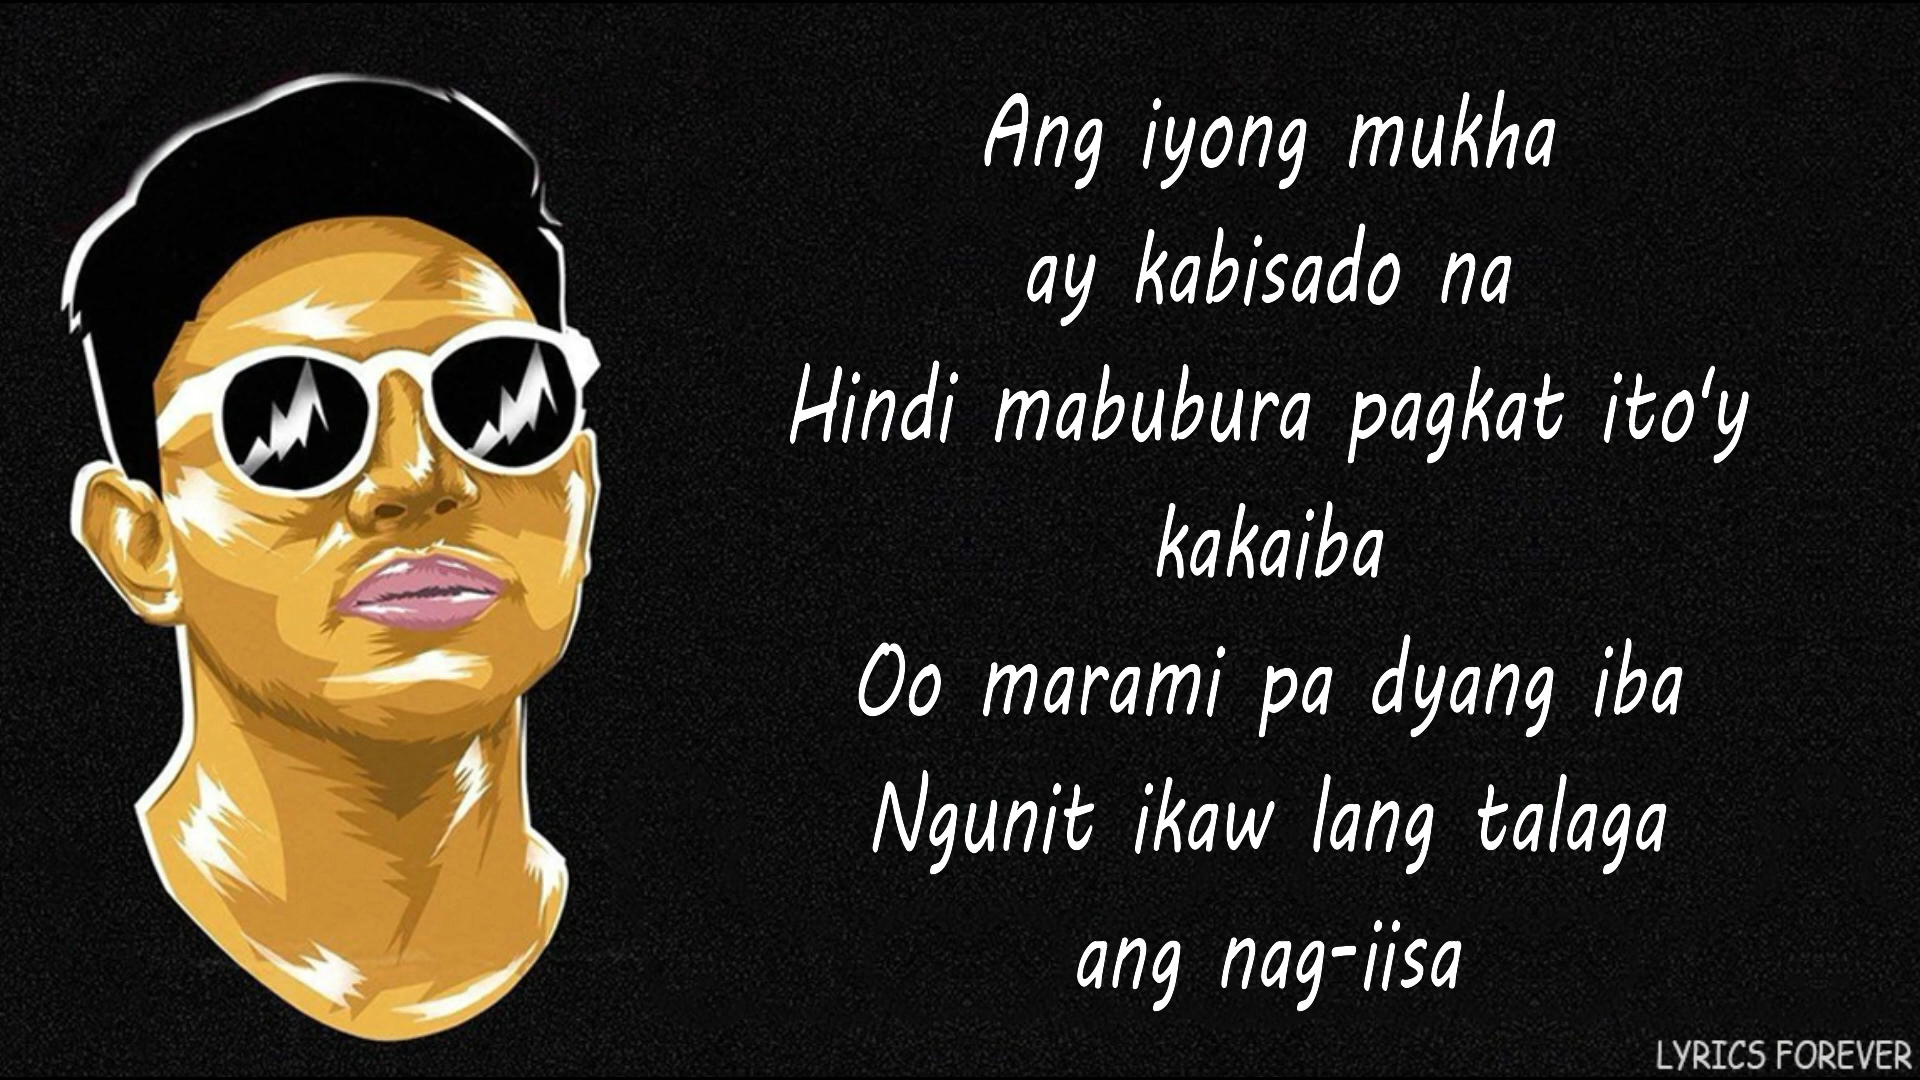 Ang iyong mukha
ay kabisado na
Hindi mabubura pagkat ito'y
kakaiba
Oo marami pa dyang iba
Ngunit ikaw lang talaga
ang nag-iisa
LYRICS FOREVER